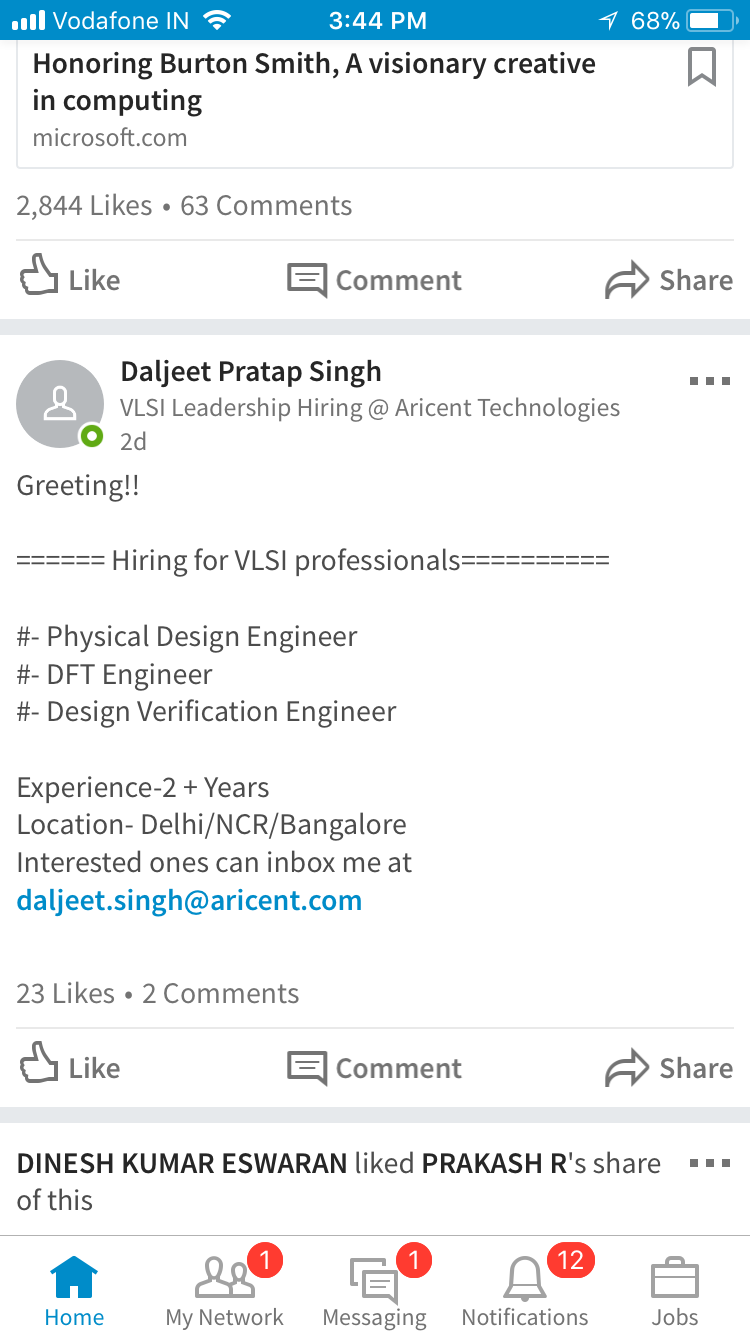 Vodafone IN 3:44 PM 68%
Honoring Burton Smith, A visionary creative
in computing
microsoft.com
2,844 Likes • 63 Comments
Like Comment Share
Daljeet Pratap Singh
VLSI Leadership Hiring @ Aricent Technologies
2d
Greeting!!
====== Hiring for VLSI professionals==========
#- Physical Design Engineer
#- DFT Engineer
#- Design Verification Engineer
Experience-2 + Years
Location- Delhi/NCR/Bangalore
Interested ones can inbox me at
daljeet.singh@aricent.com
23 Likes • 2 Comments
Like Comment Share
DINESH KUMAR ESWARAN liked PRAKASH R's share
of this
1 1 12
Home My Network Messaging Notifications Jobs